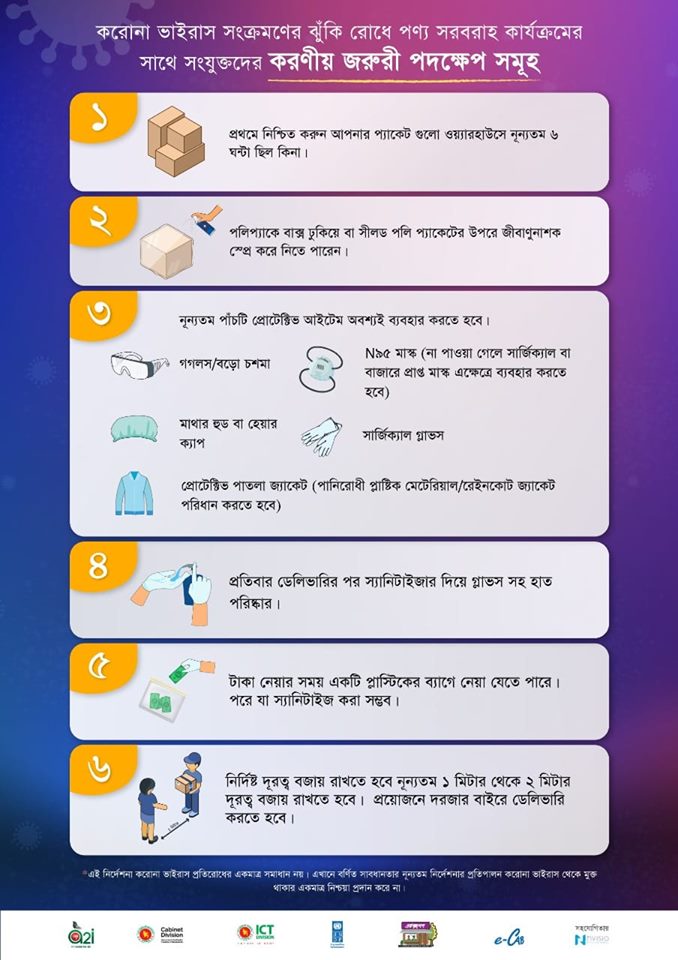 করোনা ভাইরাস সংক্রমণের ঝুঁকি রোধে পণ্য সরবরাহ কার্যক্রমের
সাথে সংযুক্তদের করণীয় জরুরী পদক্ষেপ সমূহ
১
প্রথমে নিশ্চিত করুন আপনার প্যাকেট গুলো ওয়্যারহাউসে নূন্যতম ৬
ঘন্টা ছিল কিনা।
২
পলিপ্যাকে বাক্স ঢুকিয়ে বা সীলড পলি প্যাকেটের উপরে জীবাণুনাশক
স্প্রে করে নিতে পারেন।
৩
নূন্যতম পাঁচটি প্রোটেক্টিভ আইটেম অবশ্যই ব্যবহার করতে হবে।
গগলস/বড়ো চশমা
N৯৫ মাস্ক (না পাওয়া গেলে সার্জিক্যাল বা
বাজারে প্রাপ্ত মাস্ক এক্ষেত্রে ব্যবহার করতে
হবে)
মাথার হুড বা হেয়ার
ক্যাপ
সার্জিক্যাল গ্লাভস
প্রোটেক্টিভ পাতলা জ্যাকেট (পানিরোধী প্লাষ্টিক মেটেরিয়াল/রেইনকোট জ্যাকেট
পরিধান করতে হবে)
৪
প্রতিবার ডেলিভারির পর স্যানিটাইজার দিয়ে গ্লাভস সহ হাত
পরিষ্কার।
৫
টাকা নেয়ার সময় একটি প্লাস্টিকের ব্যাগে নেয়া যেতে পারে।
পরে যা স্যানিটাইজ করা সম্ভব।
৬
নির্দিষ্ট দূরত্ব বজায় রাখতে হবে নূন্যতম ১ মিটার থেকে ২ মিটার
দূরত্ব বজায় রাখতে হবে। প্রয়োজনে দরজার বাইরে ডেলিভারি
করতে হবে।
*এই নির্দেশনা করোনা ভাইরাস প্রতিরোধের একমাত্র সমাধান নয়। এখানে বর্ণিত সাবধানতার নূন্যতম নির্দেশনার প্রতিপালন করোনা ভাইরাস থেকে মুক্ত
থাকার একমাত্র নিশ্চয়া প্রদান করে না।
a2i
Cabinet
Division
ICT
DIVISION
e-CAB
সহযোগিতায়
NVISIO